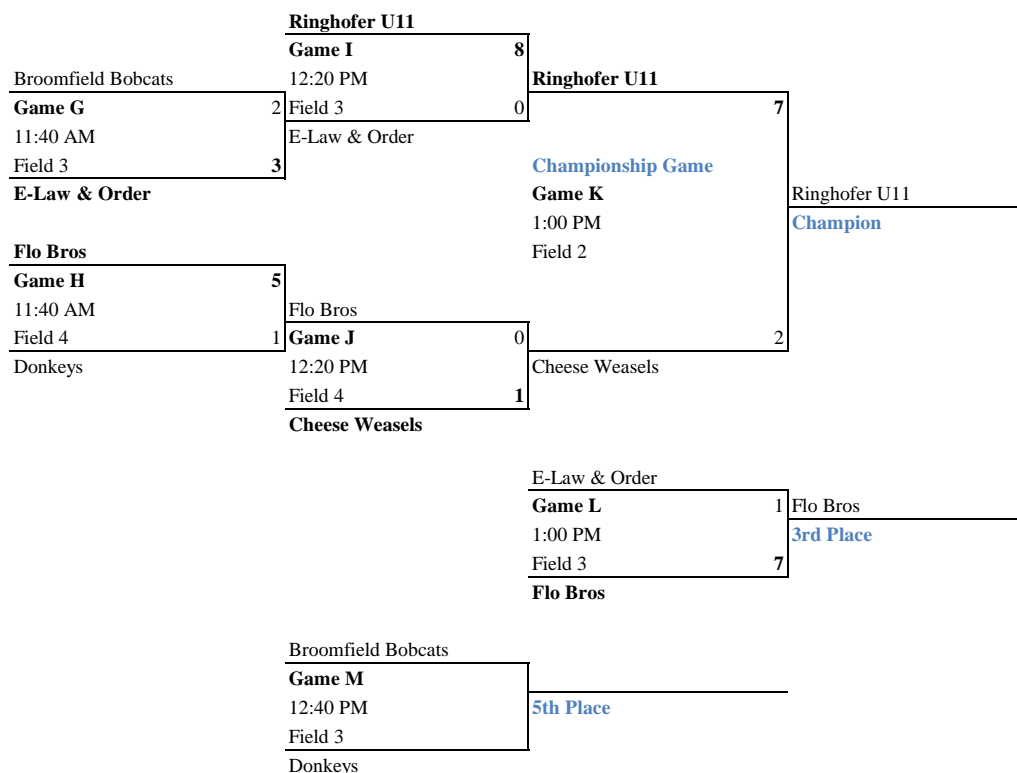 Ringhofer U11
Game I 8
Broomfield Bobcats 12:20 PM Ringhofer U11
Game G 2 Field 3 0 7
11:40 AM E-Law & Order
Field 3 3 Championship Game
E-Law & Order Game K Ringhofer U11
1:00 PM Champion
Flo Bros Field 2
Game H 5
11:40 AM Flo Bros
Field 4 1 Game J 0 2
Donkeys 12:20 PM Cheese Weasels
Field 4 1
Cheese Weasels
E-Law & Order
Game L 1 Flo Bros
1:00 PM 3rd Place
Field 3 7
Flo Bros
Broomfield Bobcats
Game M
12:40 PM 5th Place
Field 3
Donkeys